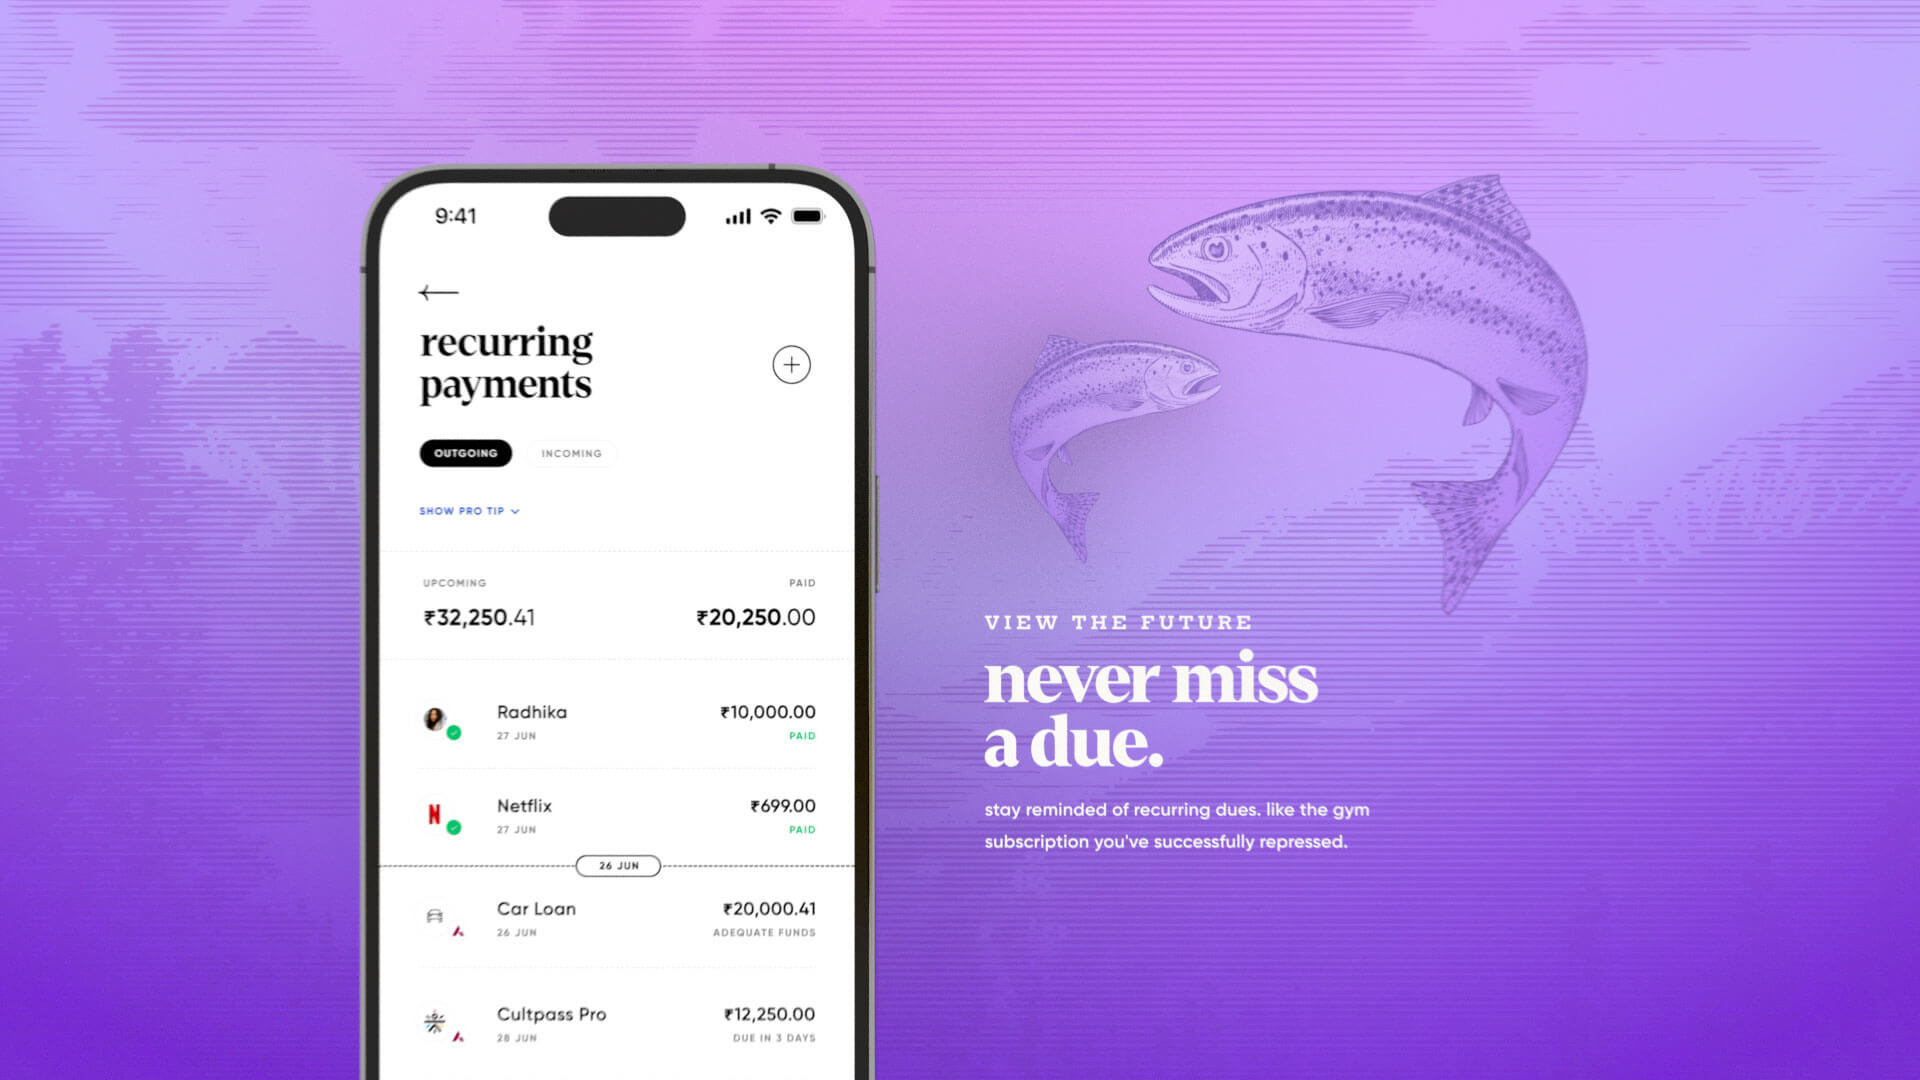 9:41
recurring
payments
OUTGOING
INCOMING
SHOW PRO TIP
UPCOMING
PAID
₹32,250.41
₹20,250.00
Radhika
₹10,000.00
27 JUN
PAID
N
Netflix
₹699.00
27 JUN
PAID
26 JUN
Car Loan
₹20,000.41
26 JUN
ADEQUATE FUNDS
Cultpass Pro
₹12,250.00
28 JUN
DUE IN 3 DAYS
VIEW THE FUTURE
never miss
a due.
stay reminded of recurring dues. like the gym
subscription you've successfully repressed.